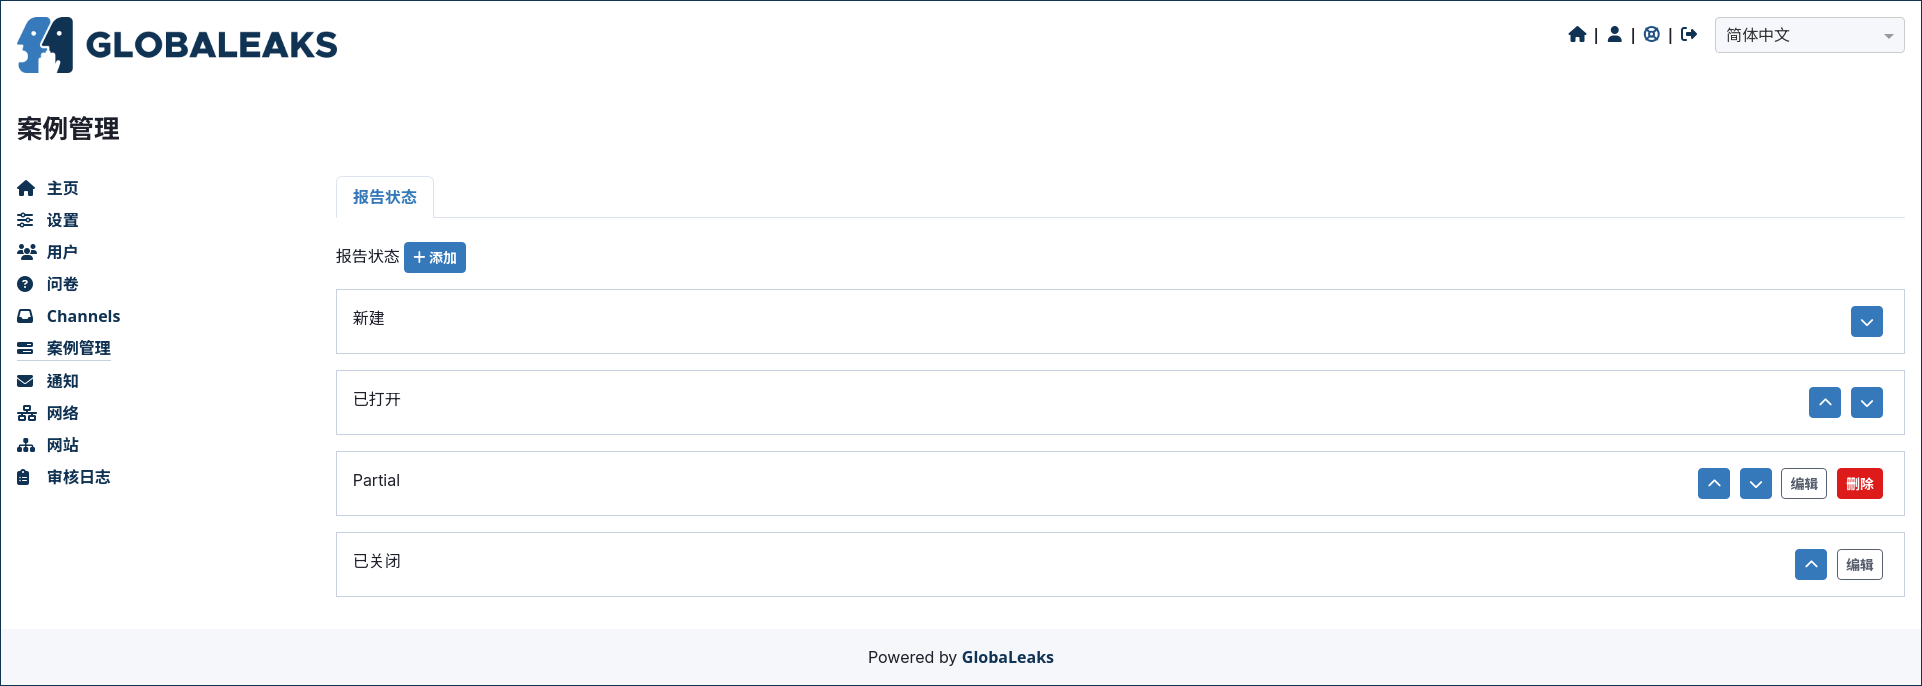 GLOBALEAKS
| | |
简体中文
案例管理
主页
设置
用户
问卷
Channels
案例管理
通知
网络
网站
审核日志
报告状态
报告状态 添加
新建
已打开
Partial 编辑 删除
已关闭 编辑
Powered by GlobaLeaks